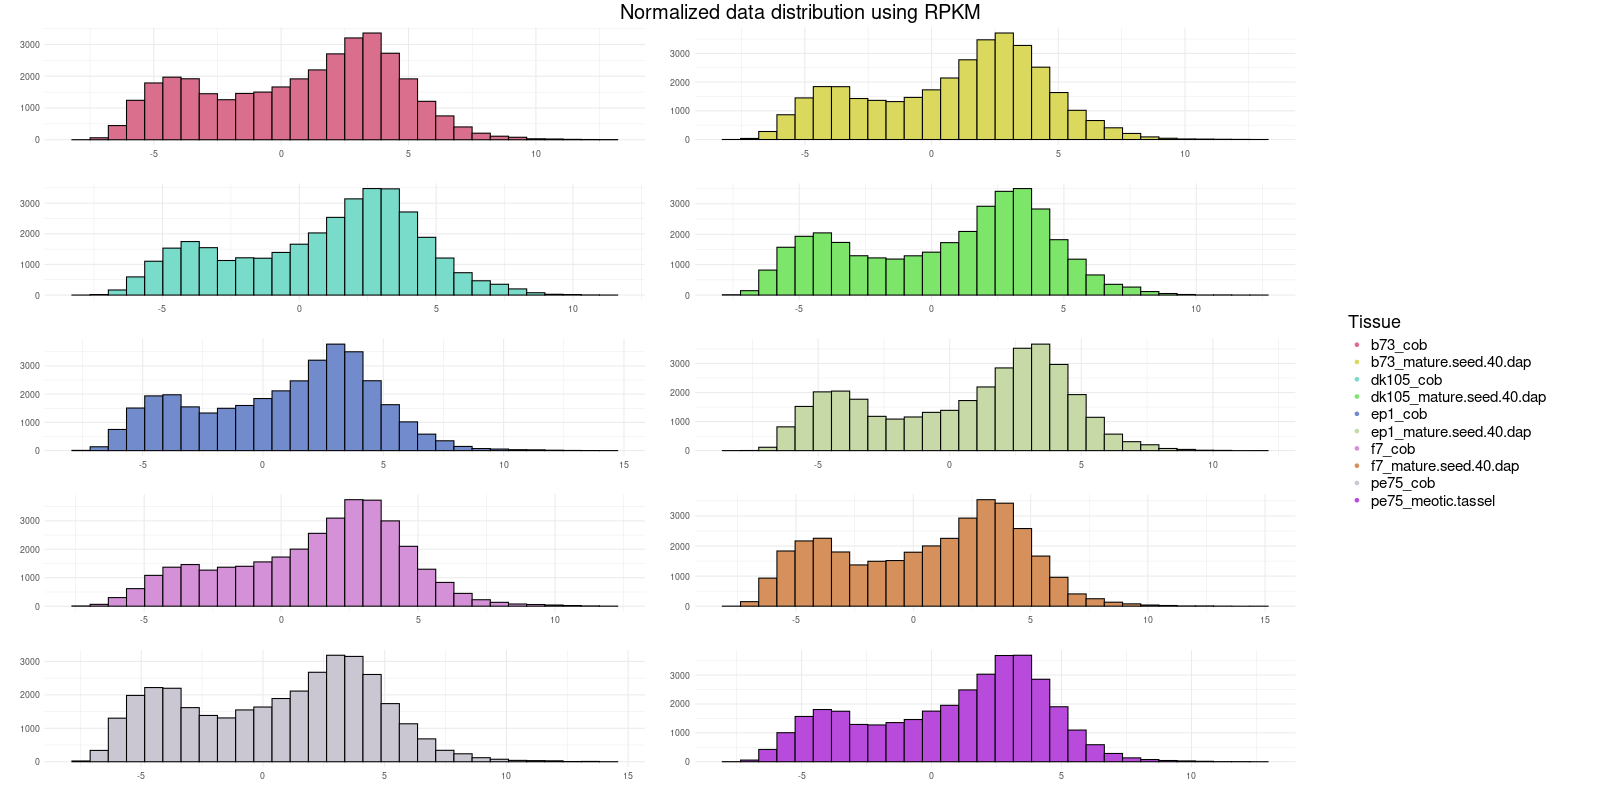 Normalized data distribution using RPKM
3000
2000
1000
0
-5 0 5 10
3000
2000
1000
0
-5 0 5 10
3000
2000
1000
0
-5 0 5 10
3000
2000
1000
0
-5 0 5 10
3000
2000
1000
0
-5 0 5 10 15
3000
2000
1000
0
-5 0 5 10
3000
2000
1000
0
-5 0 5 10
3000
2000
1000
0
-5 0 5 10 15
3000
2000
1000
0
-5 0 5 10 15
3000
2000
1000
0
-5 0 5 10
Tissue
b73_cob
b73_mature.seed.40.dap
dk105_cob
dk105_mature.seed.40.dap
ep1_cob
ep1_mature.seed.40.dap
f7_cob
f7_mature.seed.40.dap
pe75_cob
pe75_meotic.tassel